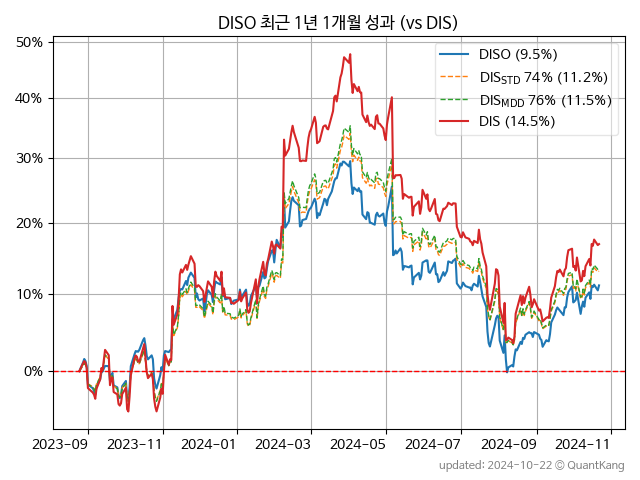 DISO 최근 1년 1개월 성과 (vs DIS)
DISO (9.5%)
DISSTD 74% (11.2%)
DISMDD 76% (11.5%)
DIS (14.5%)
50%
40%
30%
20%
10%
0%
2023-09 2023-11 2024-01 2024-03 2024-05 2024-07 2024-09 2024-11
updated: 2024-10-22 © QuantKang